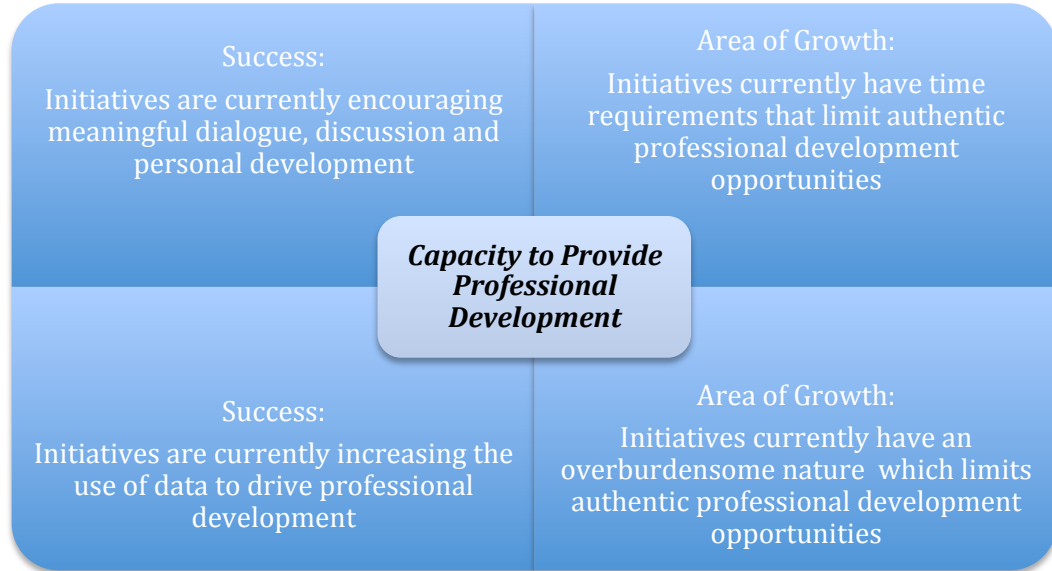 Success:
Initiatives are currently encouraging
meaningful dialogue, discussion and
personal development
Area of Growth:
Initiatives currently have time
requirements that limit authentic
professional development
opportunities
Capacity to Provide
Professional
Development
Success:
Initiatives are currently increasing the
use of data to drive professional
development
Area of Growth:
Initiatives currently have an
overburdensome nature  which limits
authentic professional development
opportunities